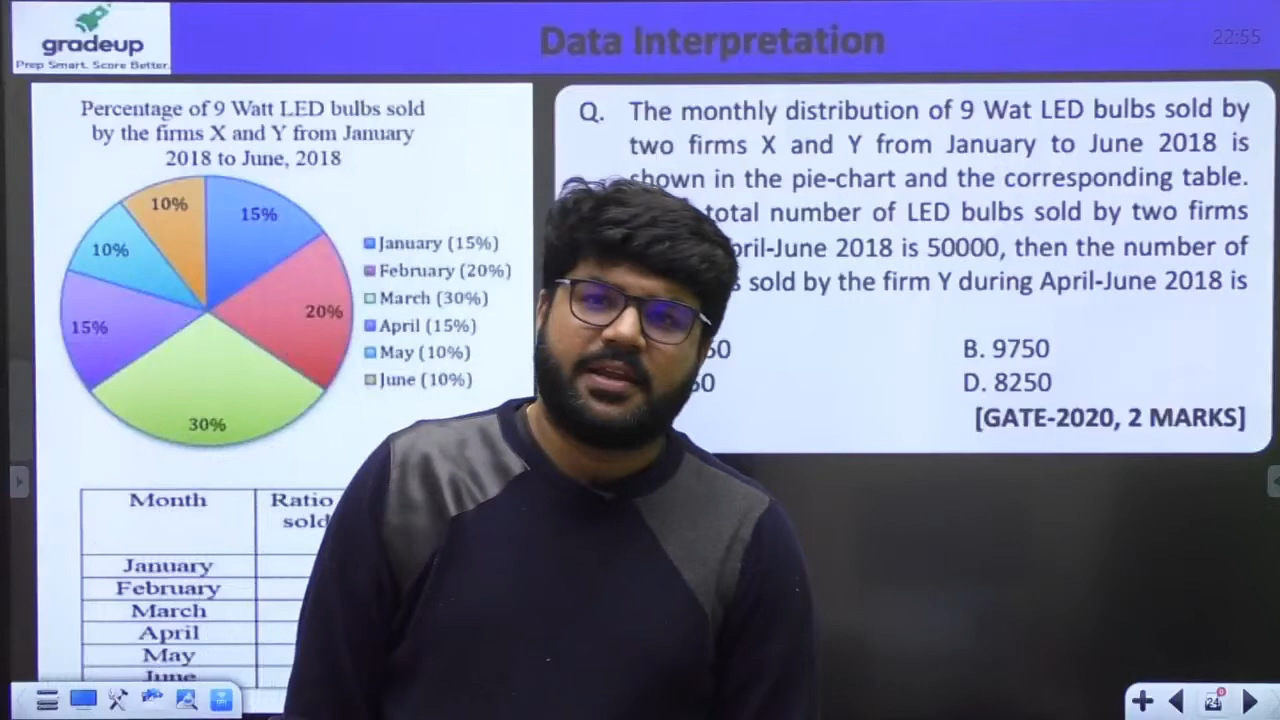 gradeup
Prep Smart. Score Better.
Data Interpretation
22:55
Percentage of 9 Watt LED bulbs sold
by the firms X and Y from January
2018 to June, 2018
10%
15%
10%
20%
15%
30%
January (15%)
February (20%)
March (30%)
April (15%)
May (10%)
June (10%)
Month
Ratio
sold
January
February
March
April
May
June
Q. The monthly distribution of 9 Wat LED bulbs sold by
two firms X and Y from January to June 2018 is
shown in the pie-chart and the corresponding table.
total number of LED bulbs sold by two firms
June 2018 is 50000, then the number of
sold by the firm Y during April-June 2018 is
B. 9750
D. 8250
[GATE-2020, 2 MARKS]
24